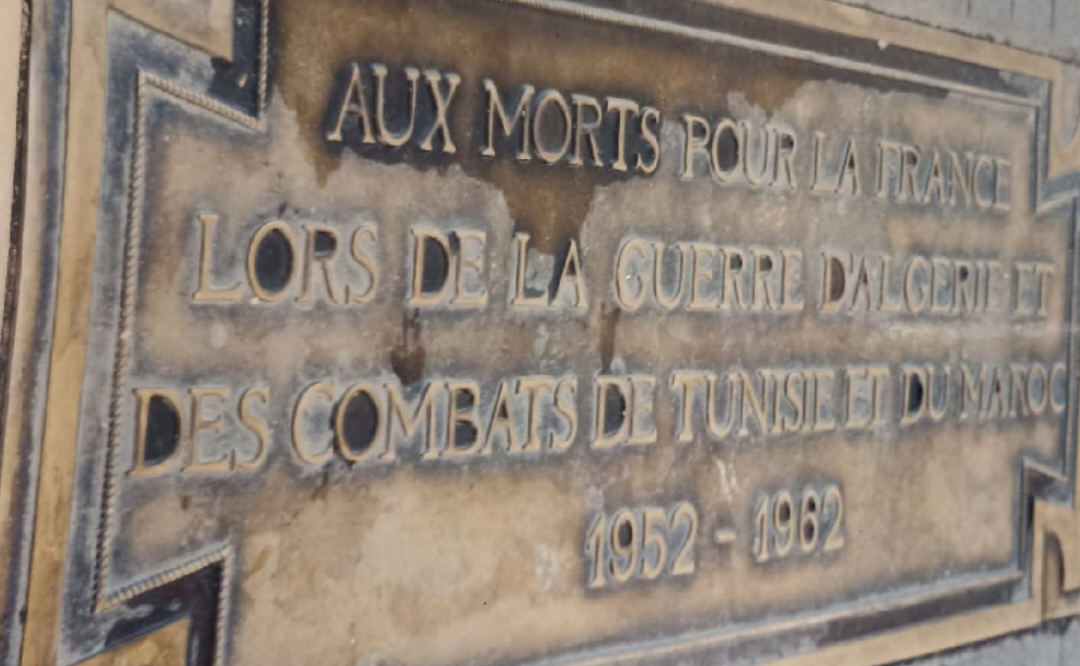 AUX MORTS POUR LA FRANCE
LORS DE LA GUERRE D'ALGERIE ET
DES COMBATS DE TUNISIE ET DU MAROC
1952 - 1962